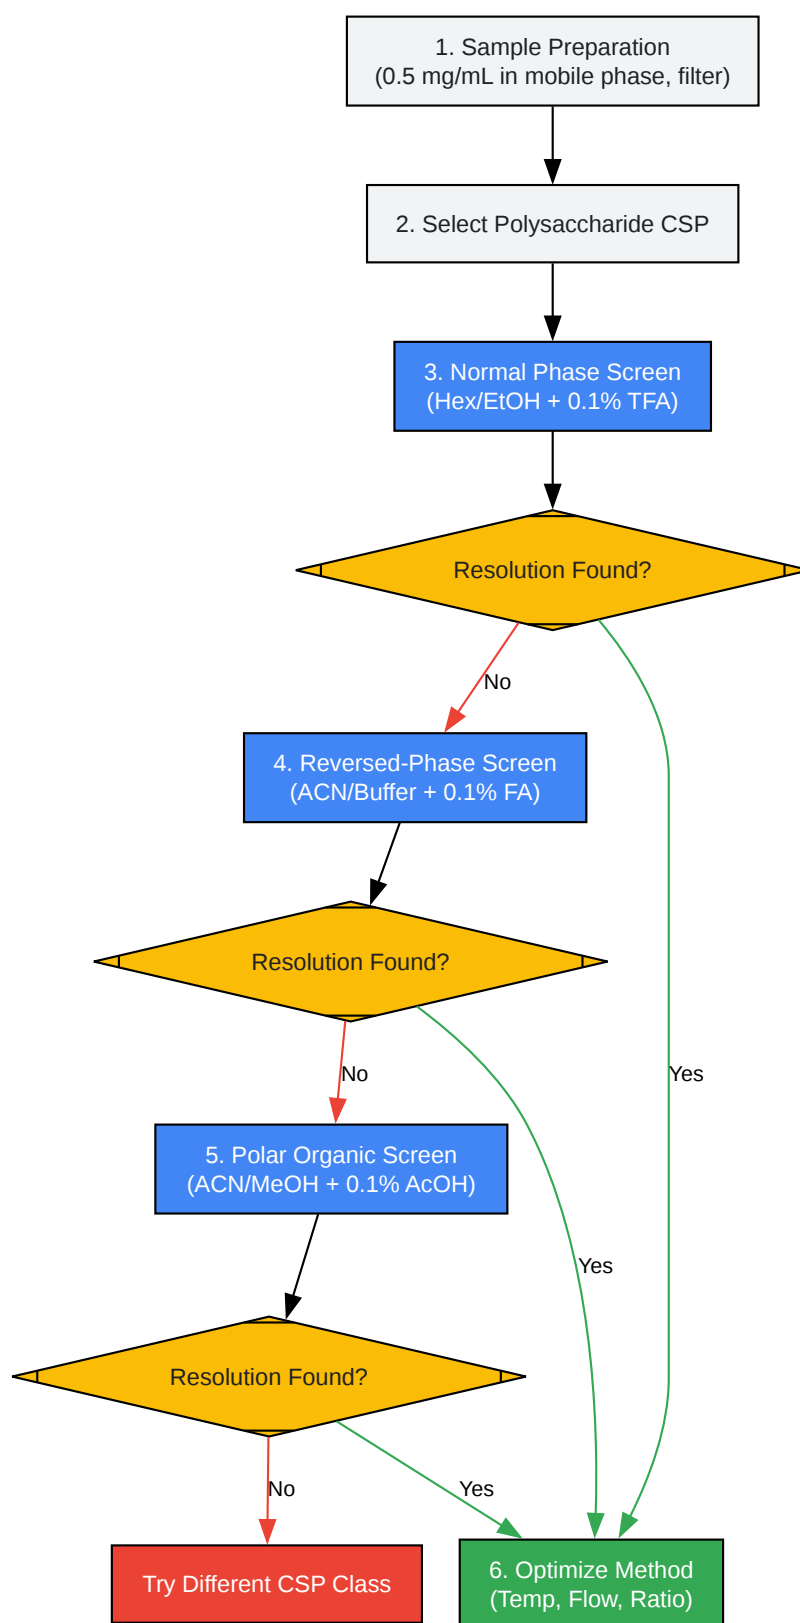 1. Sample Preparation
(0.5 mg/mL in mobile phase, filter)
2. Select Polysaccharide CSP
3. Normal Phase Screen
(Hex/EtOH + 0.1% TFA)
Resolution Found?
No
4. Reversed-Phase Screen
(ACN/Buffer + 0.1% FA)
Resolution Found?
No
Yes
5. Polar Organic Screen
(ACN/MeOH + 0.1% AcOH)
Yes
Resolution Found?
No
Yes
Try Different CSP Class
6. Optimize Method
(Temp, Flow, Ratio)